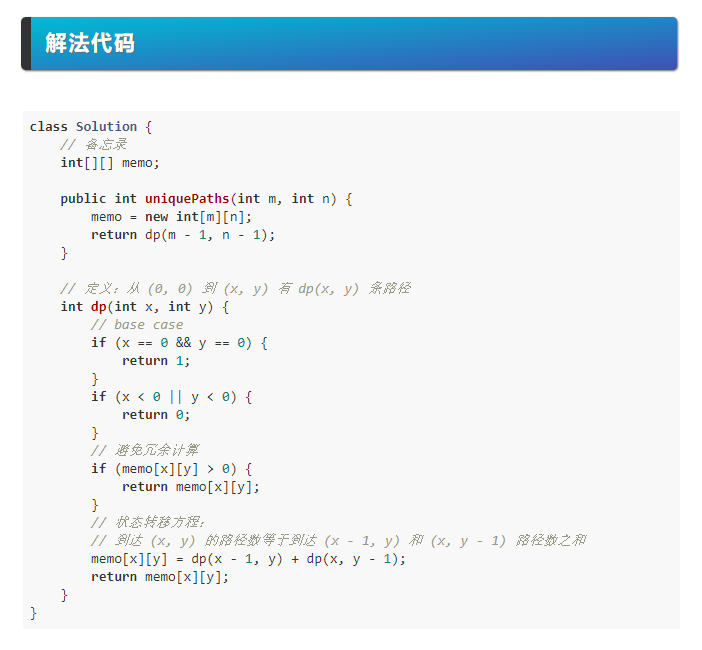 解法代码
class Solution {
// 备忘录
int[][] memo;
public int uniquePaths(int m, int n) {
memo = new int[m][n];
return dp(m - 1, n - 1);
}
// 定义：从 (0, 0) 到 (x, y) 有 dp(x, y) 条路径
int dp(int x, int y) {
// base case
if (x == 0 && y == 0) {
return 1;
}
if (x < 0 || y < 0) {
return 0;
}
// 避免冗余计算
if (memo[x][y] > 0) {
return memo[x][y];
}
// 状态转移方程：
// 到达 (x, y) 的路径数等于到达 (x - 1, y) 和 (x, y - 1) 路径数之和
memo[x][y] = dp(x - 1, y) + dp(x, y - 1);
return memo[x][y];
}
}